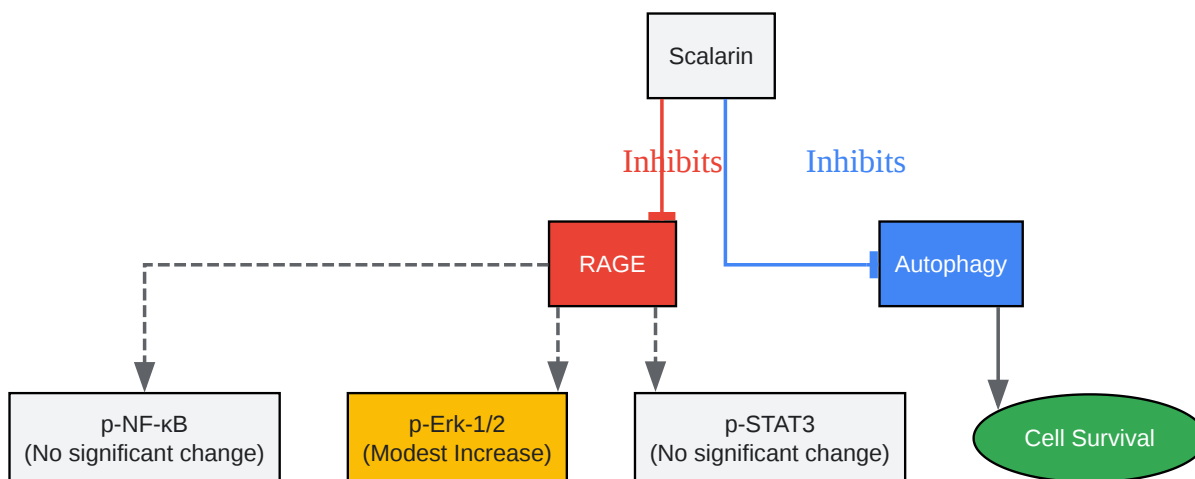 Scalarin
Inhibits
Inhibits
RAGE
Autophagy
p-NF-κB
(No significant change)
p-Erk-1/2
(Modest Increase)
p-STAT3
(No significant change)
Cell Survival